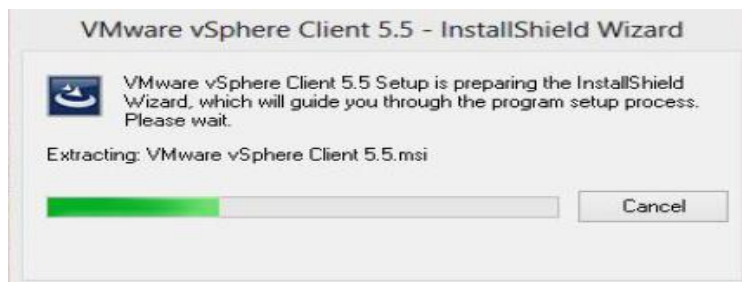 VMware vSphere Client 5.5 - InstallShield Wizard
VMware vSphere Client 5.5 Setup is preparing the InstallShield
Wizard, which will guide you through the program setup process.
Please wait.
Extracting: VMware vSphere Client 5.5.msi
Cancel